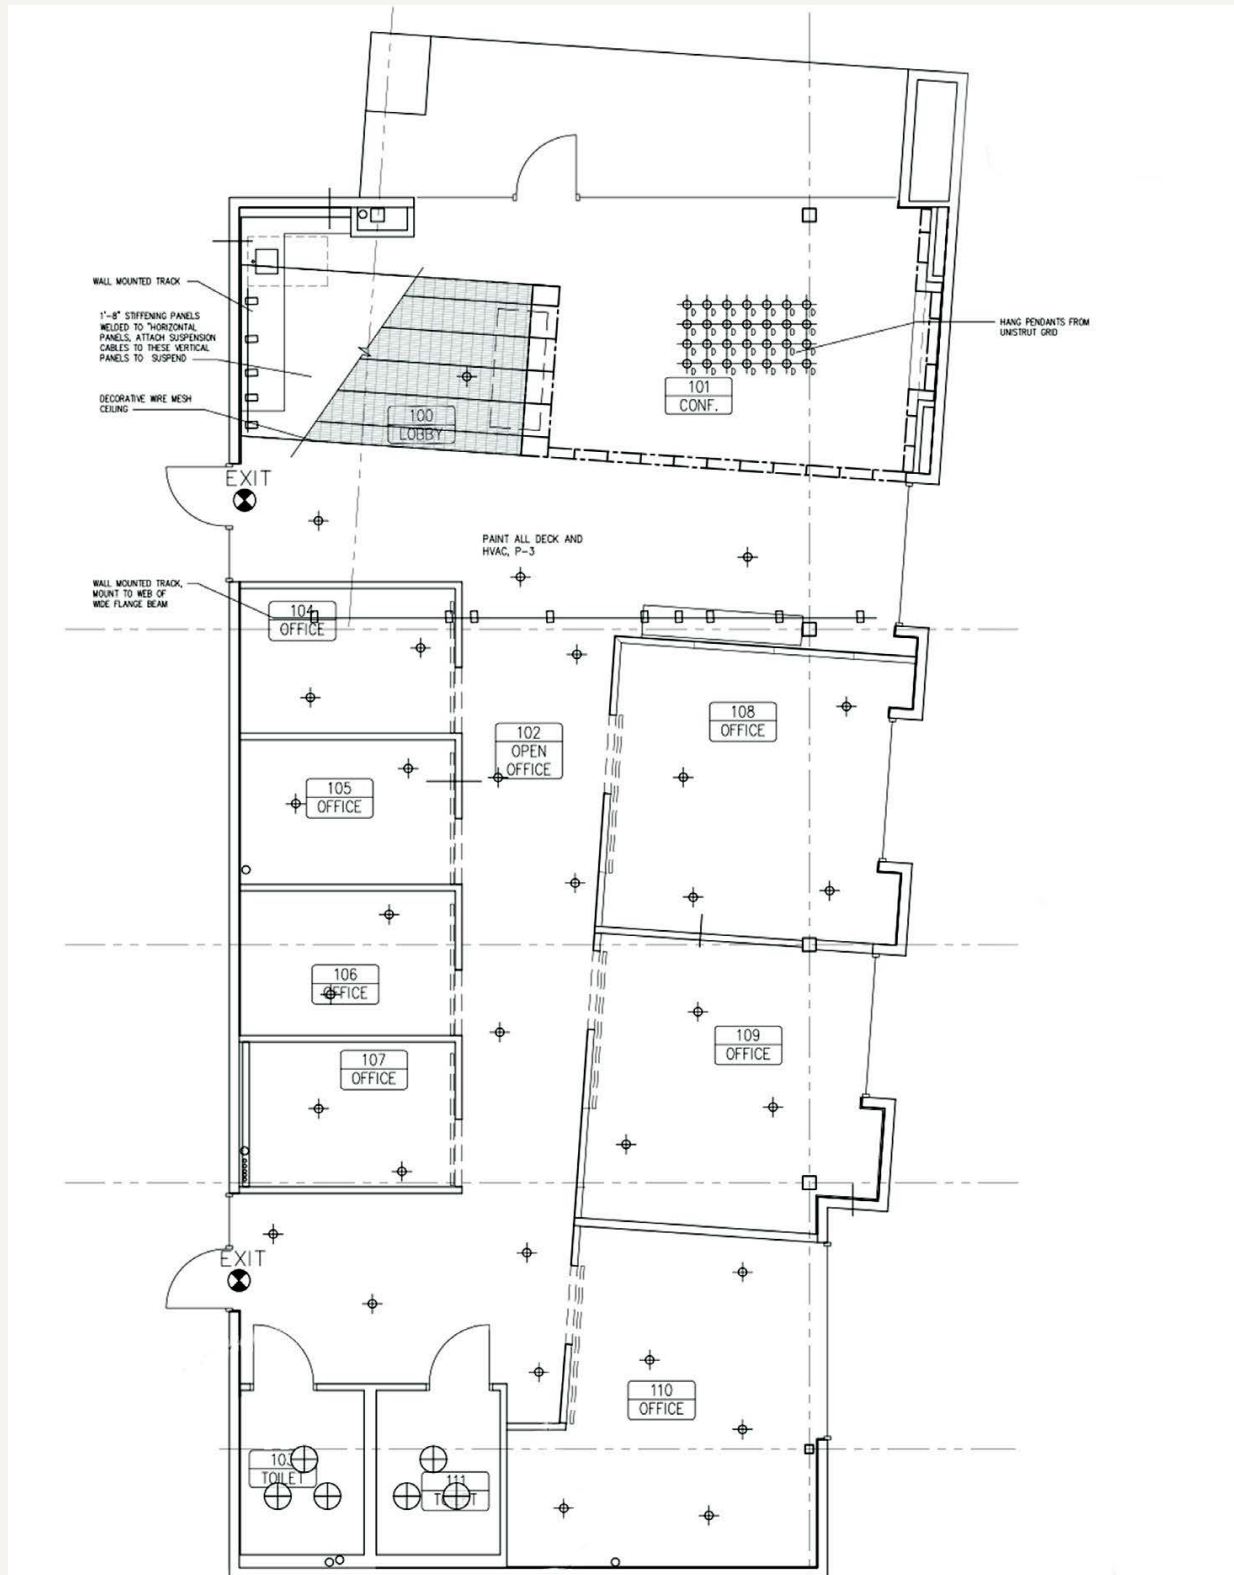 WALL MOUNTED TRACK
1'-8" STIFFENING PANELS
WELDED TO "HORIZONTAL
PANELS, ATTACH SUSPENSION
CABLES TO THESE VERTICAL
PANELS TO SUSPEND
DECORATIVE WIRE MESH
CEILING
HANG PENDANTS FROM
UNISTRUT GRID
D D D D D D D
D D D D D D D
D D D D D D D
D D D D D D D
101
CONF.
100
LOBBY
EXIT
PAINT ALL DECK AND
HVAC, P-3
WALL MOUNTED TRACK,
MOUNT TO WEB OF
WIDE FLANGE BEAM
104
OFFICE
102
OPEN
OFFICE
108
OFFICE
105
OFFICE
106
OFFICE
109
OFFICE
107
OFFICE
EXIT
110
OFFICE
103
TOILET
111